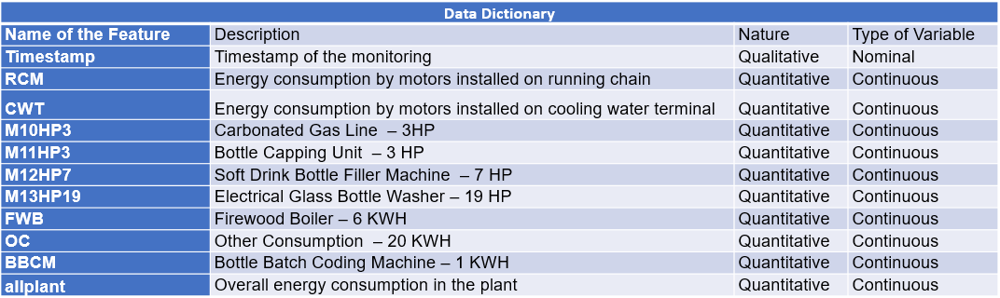 Data Dictionary
Name of the Feature Description Nature Type of Variable
Timestamp Timestamp of the monitoring Qualitative Nominal
RCM Energy consumption by motors installed on running chain Quantitative Continuous
CWT Energy consumption by motors installed on cooling water terminal Quantitative Continuous
M10HP3 Carbonated Gas Line – 3HP Quantitative Continuous
M11HP3 Bottle Capping Unit – 3 HP Quantitative Continuous
M12HP7 Soft Drink Bottle Filler Machine – 7 HP Quantitative Continuous
M13HP19 Electrical Glass Bottle Washer – 19 HP Quantitative Continuous
FWB Firewood Boiler – 6 KWH Quantitative Continuous
OC Other Consumption – 20 KWH Quantitative Continuous
BBCM Bottle Batch Coding Machine – 1 KWH Quantitative Continuous
allplant Overall energy consumption in the plant Quantitative Continuous